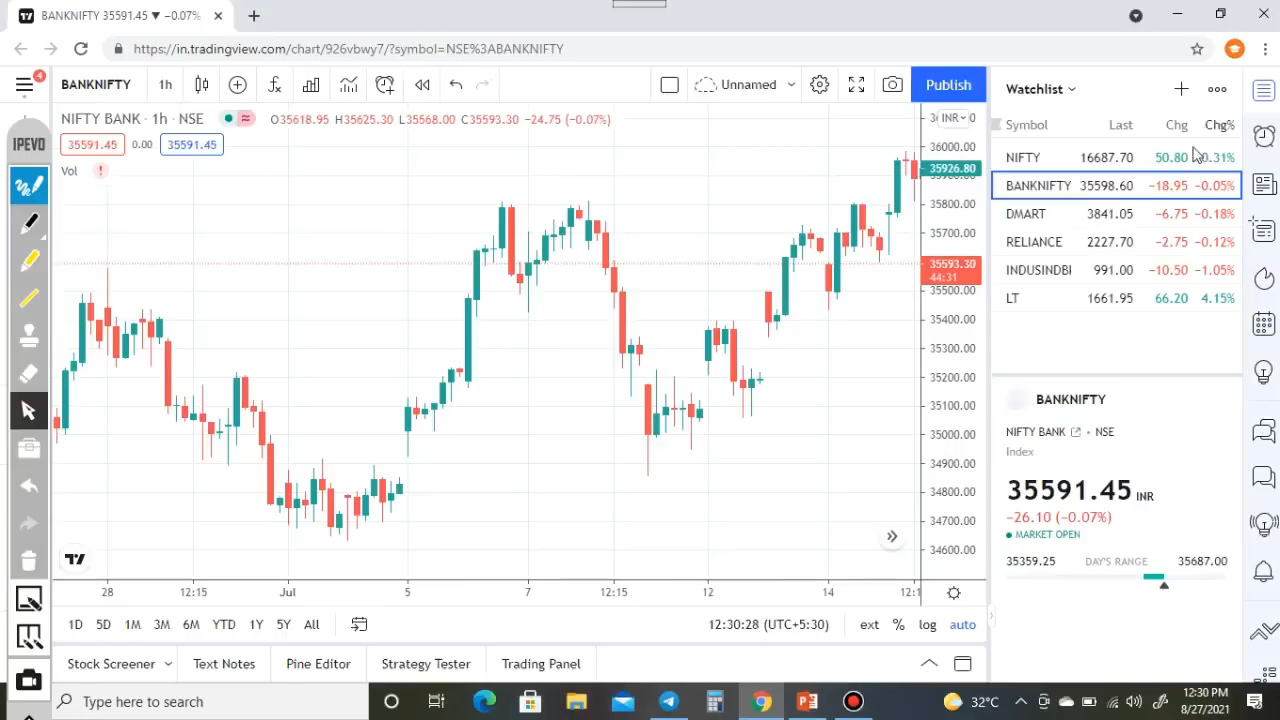 BANKNIFTY 35591.45 ▼ −0.07%
https://in.tradingview.com/chart/926vbwy7/?symbol=NSE%3ABANKNIFTY
4
BANKNIFTY 1h Unnamed Publish
NIFTY BANK · 1h · NSE O35618.95 H35625.30 L35568.00 C35593.30 −24.75 (−0.07%)
35591.45 0.00 35591.45
Vol
IPEVO
INR
36000.00
35926.80
35800.00
35700.00
35593.30
44:31
35500.00
35400.00
35300.00
35200.00
35100.00
35000.00
34900.00
34800.00
34700.00
34600.00
28 12:15 Jul 5 7 12:15 12 14 12:1
1D 5D 1M 3M 6M YTD 1Y 5Y All 12:30:28 (UTC+5:30) ext % log auto
Stock Screener Text Notes Pine Editor Strategy Tester Trading Panel
Watchlist
Symbol Last Chg Chg%
NIFTY 16687.70 50.80 0.31%
BANKNIFTY 35598.60 −18.95 −0.05%
DMART 3841.05 −6.75 −0.18%
RELIANCE 2227.70 −2.75 −0.12%
INDUSINDBI 991.00 −10.50 −1.05%
LT 1661.95 66.20 4.15%
BANKNIFTY
NIFTY BANK • NSE
Index
35591.45 INR
−26.10 (−0.07%)
MARKET OPEN
35359.25 DAY'S RANGE 35687.00
Type here to search
32°C
12:30 PM
8/27/2021